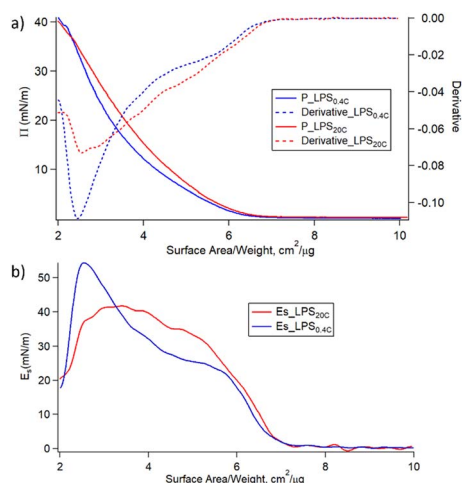 a)
40
30
20
10
Π (mN/m)
0.00
-0.02
-0.04
-0.06
-0.08
-0.10
Derivative
P_LPS0.4C
Derivative_LPS0.4C
P_LPS20C
Derivative_LPS20C
2 4 6 8 10
Surface Area/Weight, cm²/μg
b)
50
40
30
20
10
0
Es(mN/m)
Es_LPS20C
Es_LPS0.4C
2 4 6 8 10
Surface Area/Weight, cm²/μg